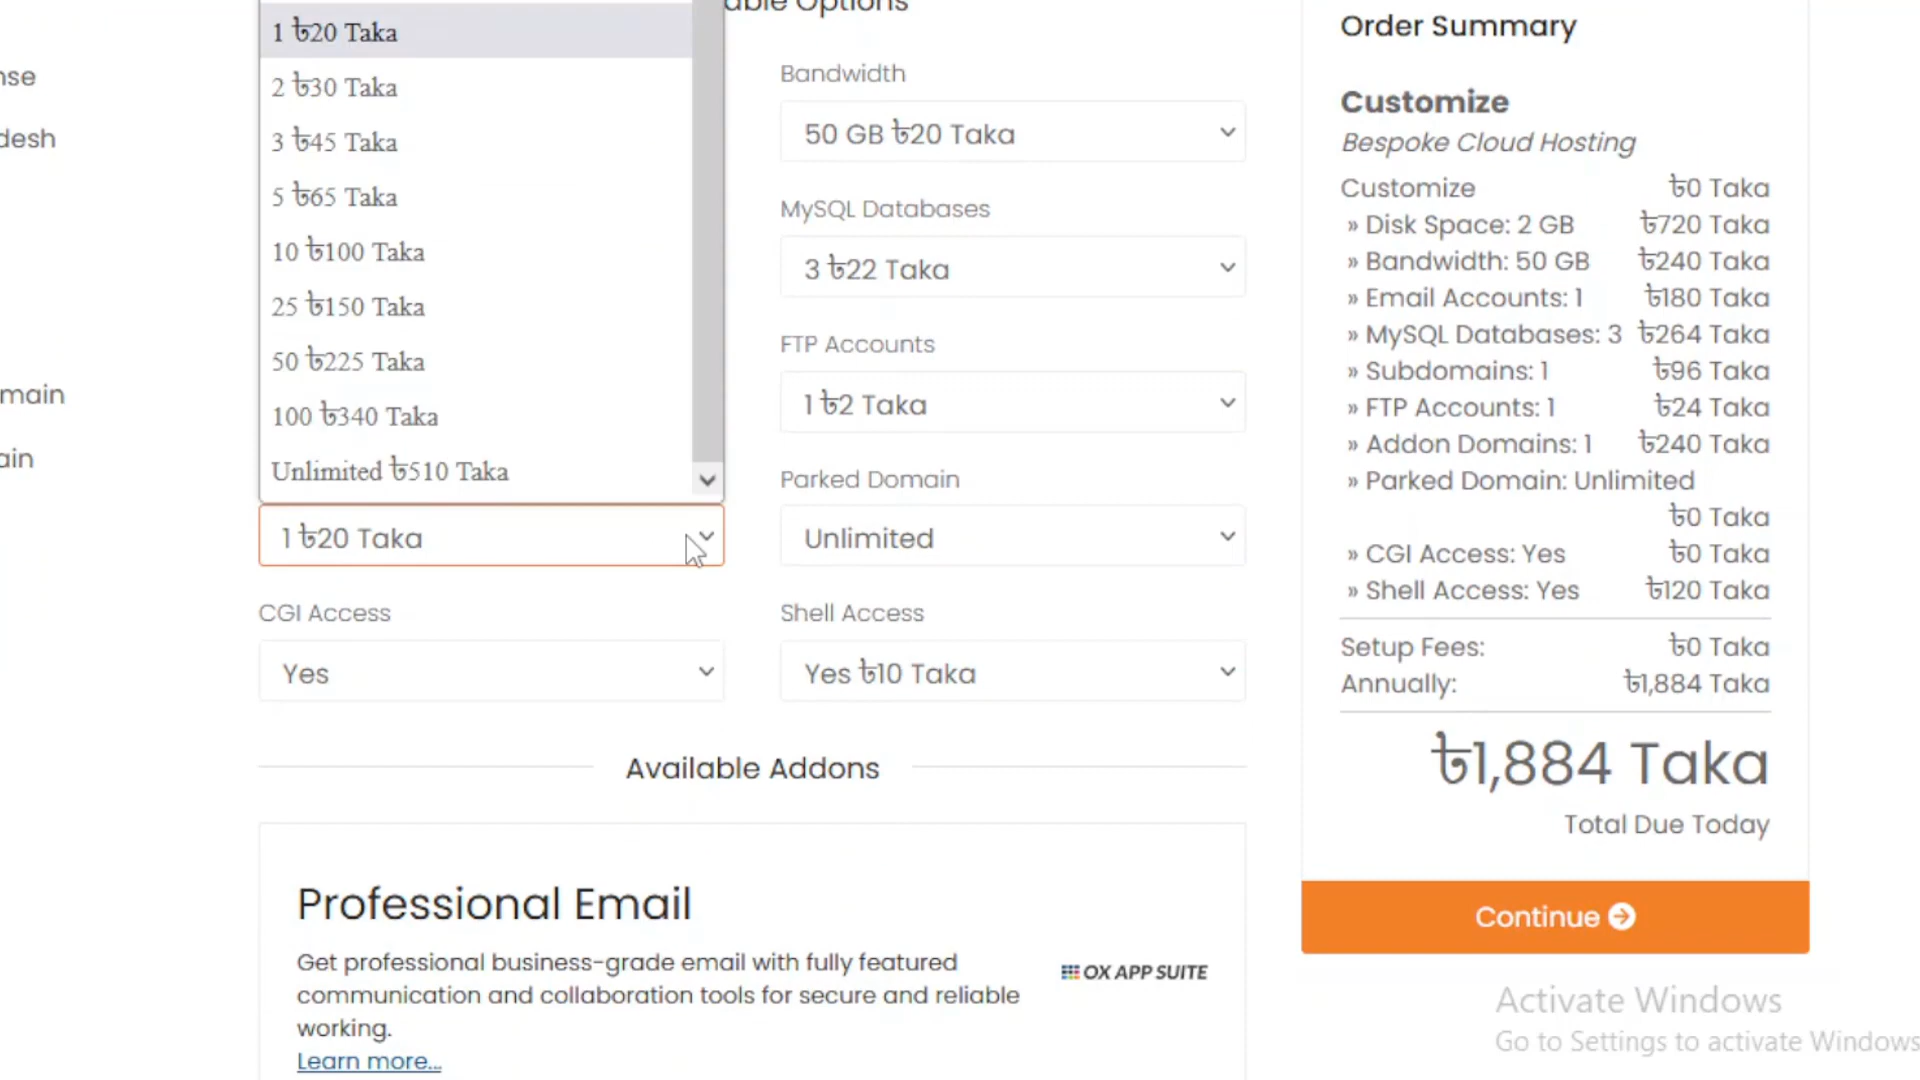 nse
desh
main
ain
able Options
1 ৳20 Taka
2 ৳30 Taka
3 ৳45 Taka
5 ৳65 Taka
10 ৳100 Taka
25 ৳150 Taka
50 ৳225 Taka
100 ৳340 Taka
Unlimited ৳510 Taka
1 ৳20 Taka
Bandwidth
50 GB ৳20 Taka
MySQL Databases
3 ৳22 Taka
FTP Accounts
1 ৳2 Taka
Parked Domain
Unlimited
CGI Access
Yes
Shell Access
Yes ৳10 Taka
Available Addons
Professional Email
Get professional business-grade email with fully featured
communication and collaboration tools for secure and reliable
working.
Learn more...
OX APP SUITE
Order Summary
Customize
Bespoke Cloud Hosting
Customize ৳0 Taka
» Disk Space: 2 GB ৳720 Taka
» Bandwidth: 50 GB ৳240 Taka
» Email Accounts: 1 ৳180 Taka
» MySQL Databases: 3 ৳264 Taka
» Subdomains: 1 ৳96 Taka
» FTP Accounts: 1 ৳24 Taka
» Addon Domains: 1 ৳240 Taka
» Parked Domain: Unlimited
৳0 Taka
» CGI Access: Yes ৳0 Taka
» Shell Access: Yes ৳120 Taka
Setup Fees: ৳0 Taka
Annually: ৳1,884 Taka
৳1,884 Taka
Total Due Today
Continue
Activate Windows
Go to Settings to activate Windows